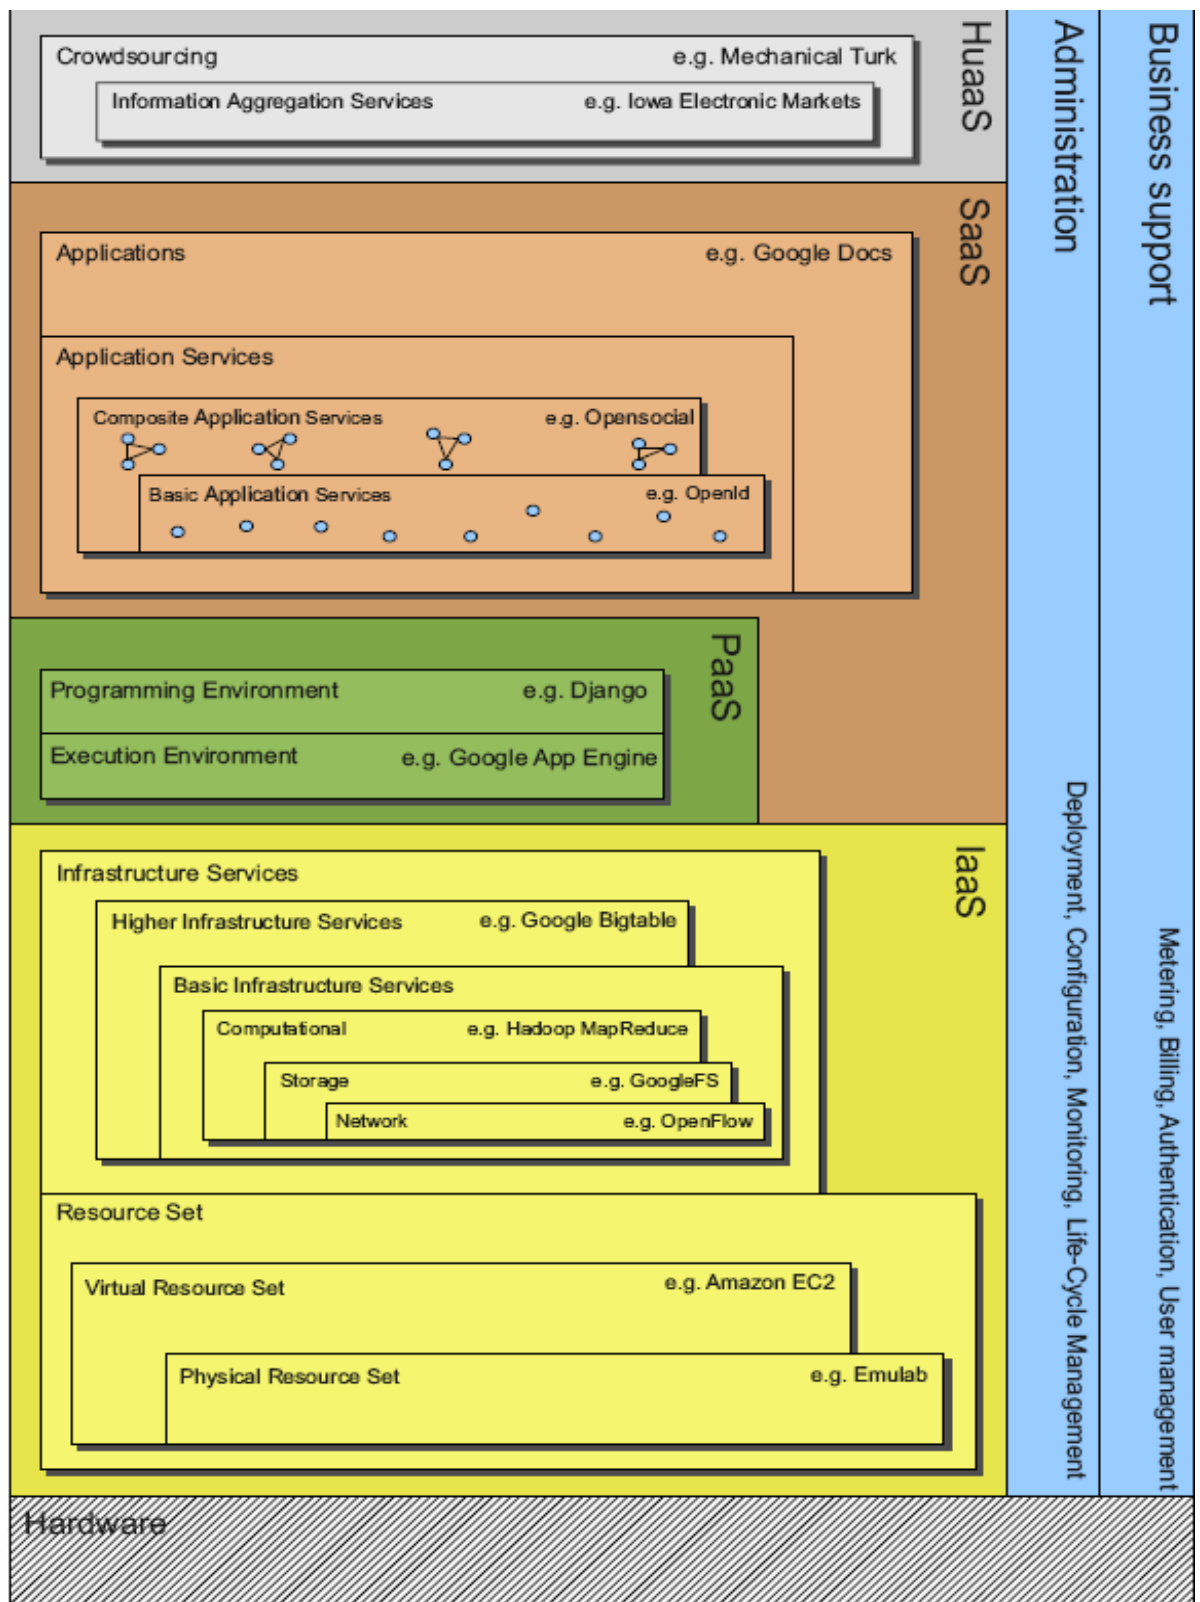 Crowdsourcing e.g. Mechanical Turk
Information Aggregation Services e.g. Iowa Electronic Markets
HuaaS
Applications e.g. Google Docs
Application Services
Composite Application Services e.g. Opensocial
Basic Application Services e.g. OpenId
SaaS
Programming Environment e.g. Django
Execution Environment e.g. Google App Engine
PaaS
Infrastructure Services
Higher Infrastructure Services e.g. Google Bigtable
Basic Infrastructure Services
Computational e.g. Hadoop MapReduce
Storage e.g. GoogleFS
Network e.g. OpenFlow
Resource Set
Virtual Resource Set e.g. Amazon EC2
Physical Resource Set e.g. Emulab
IaaS
Hardware
Administration
Deployment, Configuration, Monitoring, Life-Cycle Management
Business support
Metering, Billing, Authentication, User management